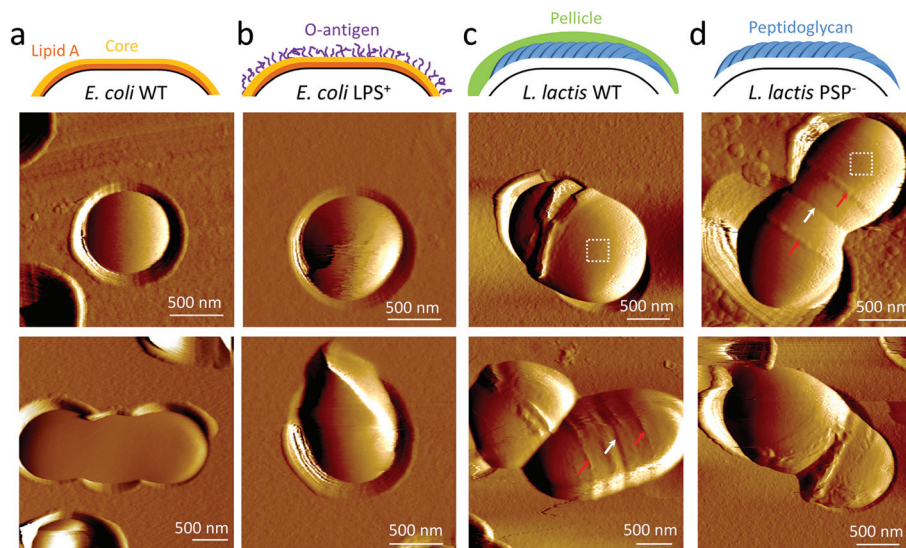 a
Lipid A
Core
E. coli WT
b
O-antigen
E. coli LPS⁺
c
Pellicle
L. lactis WT
d
Peptidoglycan
L. lactis PSP⁻
500 nm
500 nm
500 nm
500 nm
500 nm
500 nm
500 nm
500 nm